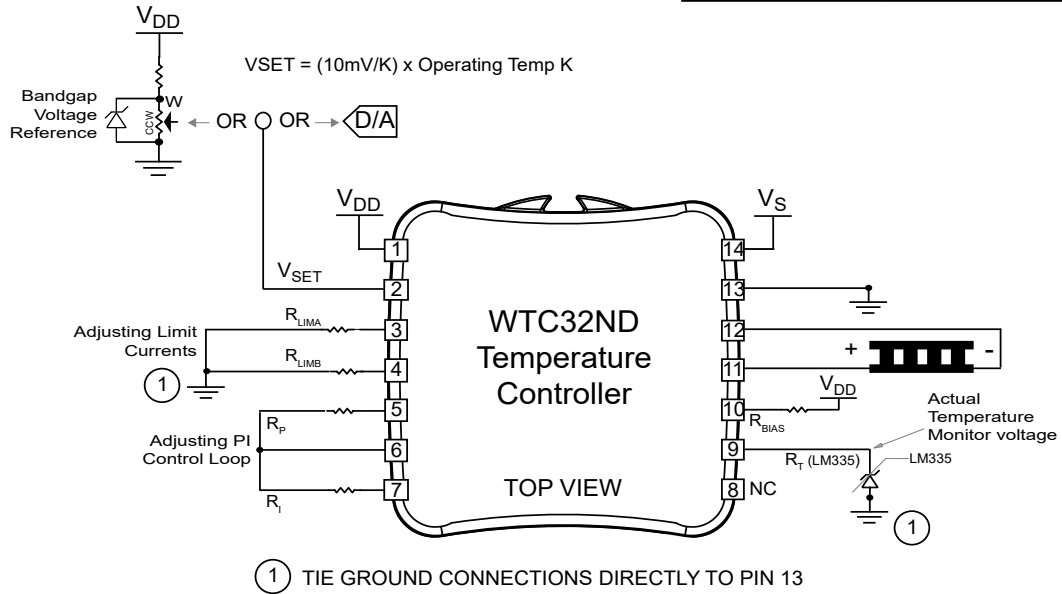 VDD
VSET = (10mV/K) x Operating Temp K
Bandgap
Voltage
Reference
W
CCW
OR OR D/A
VDD
VS
VSET
1
2
3
4
5
6
7
14
13
12
11
10
9
8 NC
RLIMA
RLIMB
Adjusting Limit
Currents
1
RP
Adjusting PI
Control Loop
RI
WTC32ND
Temperature
Controller
TOP VIEW
+ -
VDD
RBIAS
RT (LM335)
Actual
Temperature
Monitor voltage
LM335
1
1 TIE GROUND CONNECTIONS DIRECTLY TO PIN 13